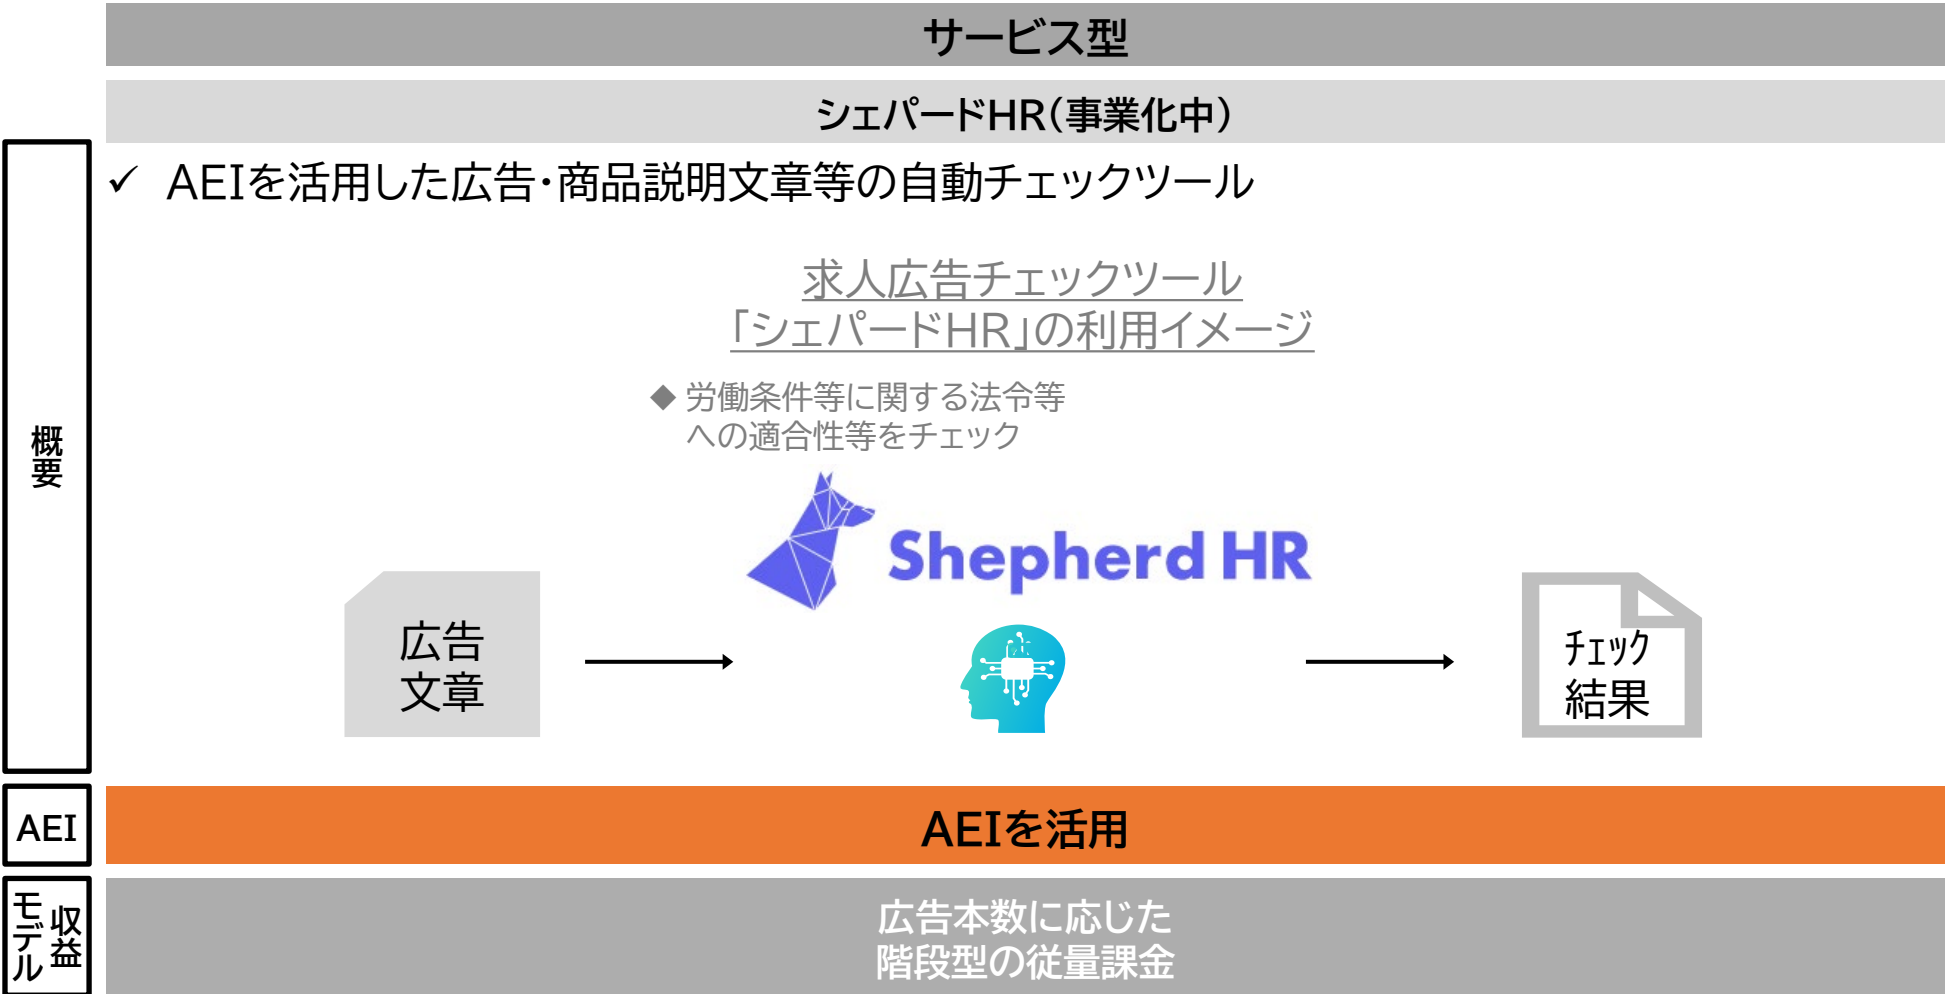 サービス型
シェパードHR(事業化中)
概要
✓ AEIを活用した広告・商品説明文章等の自動チェックツール
求人広告チェックツール
「シェパードHR」の利用イメージ
◆ 労働条件等に関する法令等
への適合性等をチェック
Shepherd HR
広告
文章
チェック
結果
AEI
AEIを活用
収益
モデル
広告本数に応じた
階段型の従量課金